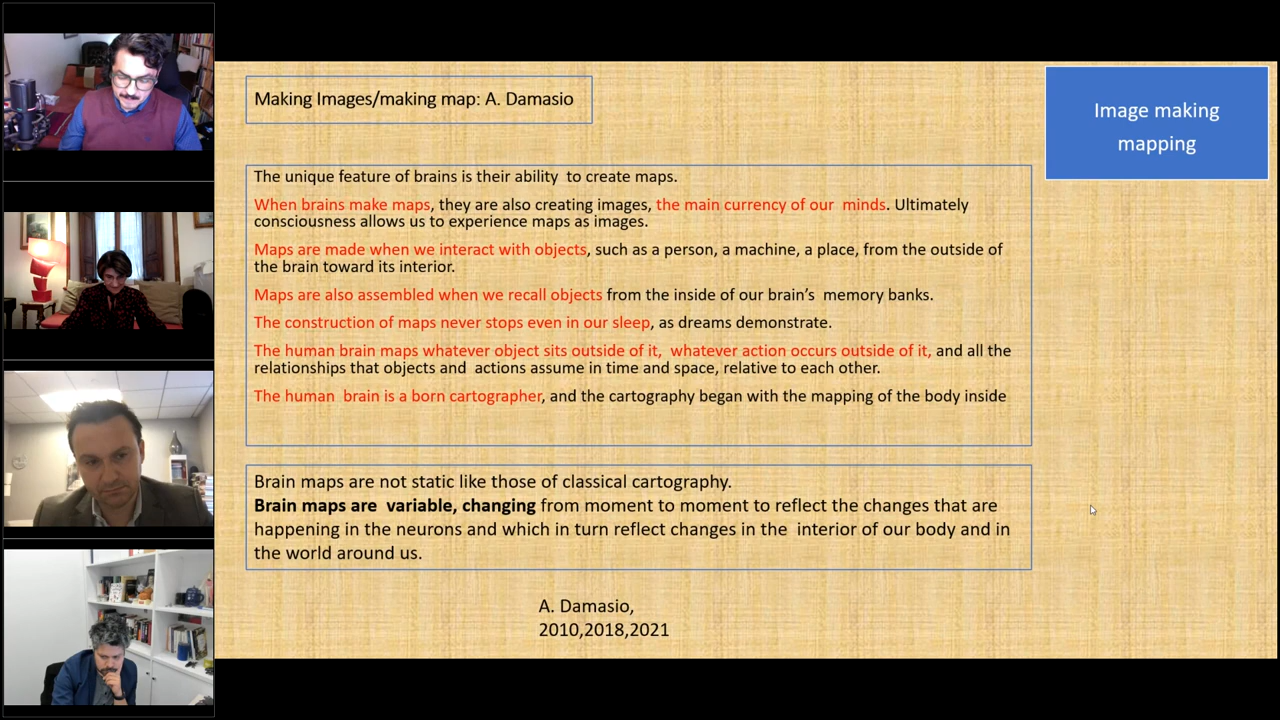 Making Images/making map: A. Damasio
Image making
mapping
The unique feature of brains is their ability to create maps.
When brains make maps, they are also creating images, the main currency of our minds. Ultimately
consciousness allows us to experience maps as images.
Maps are made when we interact with objects, such as a person, a machine, a place, from the outside of
the brain toward its interior.
Maps are also assembled when we recall objects from the inside of our brain’s memory banks.
The construction of maps never stops even in our sleep, as dreams demonstrate.
The human brain maps whatever object sits outside of it, whatever action occurs outside of it, and all the
relationships that objects and actions assume in time and space, relative to each other.
The human brain is a born cartographer, and the cartography began with the mapping of the body inside
Brain maps are not static like those of classical cartography.
Brain maps are variable, changing from moment to moment to reflect the changes that are
happening in the neurons and which in turn reflect changes in the interior of our body and in
the world around us.
A. Damasio,
2010,2018,2021